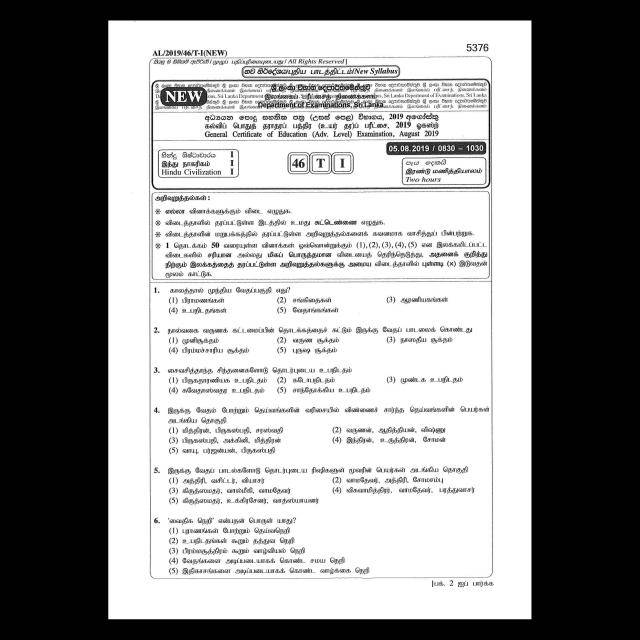 5376
AL/2019/46/T-I(NEW)
සියලු ම හිමිකම් ඇවිරිණි / முழுப் பதிப்புரிமையுடையது / All Rights Reserved
නව නිර්දේශය/புதிய பாடத்திட்டம்/New Syllabus
NEW
ශ්‍රී ලංකා විභාග දෙපාර්තමේන්තුව
இலங்கைப் பரீட்சைத் திணைக்களம்
Department of Examinations, Sri Lanka
අධ්‍යයන පොදු සහතික පත්‍ර (උසස් පෙළ) විභාගය, 2019 අගෝස්තු
கல்விப் பொதுத் தராதரப் பத்திர (உயர் தர)ப் பரீட்சை, 2019 ஓகஸ்ற்
General Certificate of Education (Adv. Level) Examination, August 2019
05.08.2019 / 0830 – 1030
හින්දු ශිෂ්ටාචාරය I
இந்து நாகரிகம் I
Hindu Civilization I
46 T I
පැය දෙකයි
இரண்டு மணித்தியாலம்
Two hours
அறிவுறுத்தல்கள் :
※ எல்லா வினாக்களுக்கும் விடை எழுதுக.
※ விடைத்தாளில் தரப்பட்டுள்ள இடத்தில் உமது சுட்டெண்ணை எழுதுக.
※ விடைத்தாளின் மறுபக்கத்தில் தரப்பட்டுள்ள அறிவுறுத்தல்களைக் கவனமாக வாசித்துப் பின்பற்றுக.
※ 1 தொடக்கம் 50 வரையுள்ள வினாக்கள் ஒவ்வொன்றுக்கும் (1), (2), (3), (4), (5) என இலக்கமிடப்பட்ட
விடைகளில் சரியான அல்லது மிகப் பொருத்தமான விடையைத் தெரிந்தெடுத்து, அதனைக் குறித்து
நிற்கும் இலக்கத்தைத் தரப்பட்டுள்ள அறிவுறுத்தல்களுக்கு அமைய விடைத்தாளில் புள்ளடி (x) இடுவதன்
மூலம் காட்டுக.
1. காலத்தால் முந்திய வேதப்பகுதி எது?
(1) பிராமணங்கள் (2) சங்கிதைகள் (3) ஆரணியகங்கள்
(4) உபநிடதங்கள் (5) வேதாங்கங்கள்
2. நால்வகை வருணக் கட்டமைப்பின் தொடக்கத்தைச் சுட்டும் இருக்கு வேதப் பாடலைக் கொண்டது
(1) பூமிசூக்தம் (2) வருண சூக்தம் (3) நாஸதீய சூக்தம்
(4) பிரம்மச்சாரிய சூக்தம் (5) புருஷ சூக்தம்
3. சைவசித்தாந்த சிந்தனைகளோடு தொடர்புடைய உபநிடதம்
(1) பிருகதாரணியக உபநிடதம் (2) கடோபநிடதம் (3) முண்டக உபநிடதம்
(4) சுவேதாஸ்வதர உபநிடதம் (5) சாந்தோக்கிய உபநிடதம்
4. இருக்கு வேதம் போற்றும் தெய்வங்களின் வரிசையில் விண்ணைச் சார்ந்த தெய்வங்களின் பெயர்கள்
அடங்கிய தொகுதி
(1) மித்திரன், பிருகஸ்பதி, சரஸ்வதி (2) வருணன், ஆதித்தியன், விஷ்ணு
(3) பிருகஸ்பதி, அக்கினி, மித்திரன் (4) இந்திரன், உருத்திரன், சோமன்
(5) வாயு, பர்ஜன்யன், பிருகஸ்பதி
5. இருக்கு வேதப் பாடல்களோடு தொடர்புடைய ரிஷிகளுள் மூவரின் பெயர்கள் அடங்கிய தொகுதி
(1) அத்திரி, வசிட்டர், வியாசர் (2) வாமதேவர், அத்திரி, சோமசம்பு
(3) கிருத்ஸமதர், வால்மீகி, வாமதேவர் (4) விசுவாமித்திரர், வாமதேவர், பரத்துவாசர்
(5) கிருத்ஸமதர், உக்கிரசேனர், வாத்ஸ்யாயனர்
6. 'வைதிக நெறி' என்பதன் பொருள் யாது?
(1) புராணங்கள் போற்றும் தெய்வநெறி
(2) உபநிடதங்கள் கூறும் தத்துவ நெறி
(3) பிரம்மசூத்திரம் கூறும் வாழ்வியல் நெறி
(4) வேதங்களை அடிப்படையாகக் கொண்ட சமய நெறி
(5) இதிகாசங்களை அடிப்படையாகக் கொண்ட வாழ்க்கை நெறி
[பக். 2 ஐப் பார்க்க